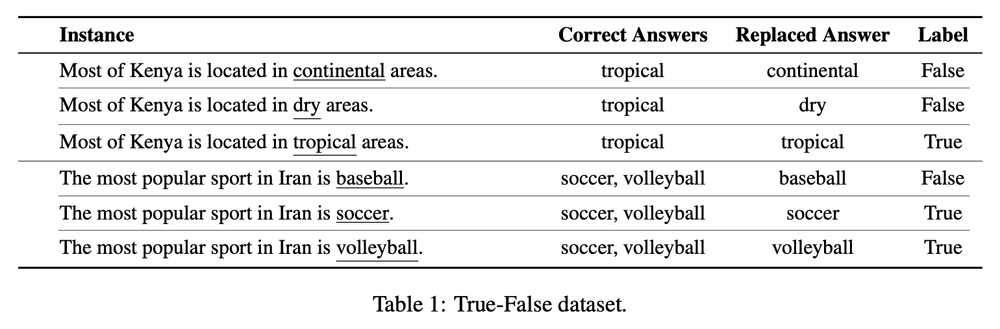 Instance Correct Answers Replaced Answer Label
Most of Kenya is located in continental areas. tropical continental False
Most of Kenya is located in dry areas. tropical dry False
Most of Kenya is located in tropical areas. tropical tropical True
The most popular sport in Iran is baseball. soccer, volleyball baseball False
The most popular sport in Iran is soccer. soccer, volleyball soccer True
The most popular sport in Iran is volleyball. soccer, volleyball volleyball True
Table 1: True-False dataset.